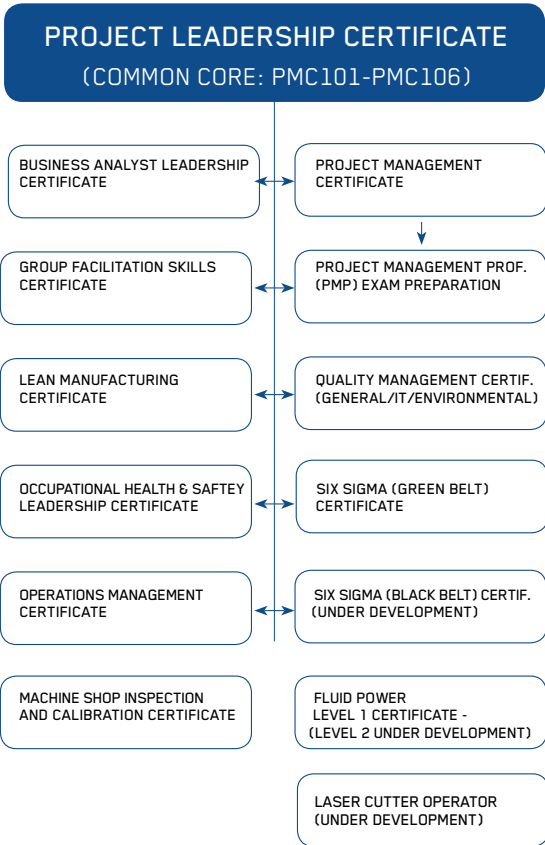 PROJECT LEADERSHIP CERTIFICATE
(COMMON CORE: PMC101-PMC106)
BUSINESS ANALYST LEADERSHIP
CERTIFICATE
PROJECT MANAGEMENT
CERTIFICATE
GROUP FACILITATION SKILLS
CERTIFICATE
PROJECT MANAGEMENT PROF.
(PMP) EXAM PREPARATION
LEAN MANUFACTURING
CERTIFICATE
QUALITY MANAGEMENT CERTIF.
(GENERAL/IT/ENVIRONMENTAL)
OCCUPATIONAL HEALTH & SAFTEY
LEADERSHIP CERTIFICATE
SIX SIGMA (GREEN BELT)
CERTIFICATE
OPERATIONS MANAGEMENT
CERTIFICATE
SIX SIGMA (BLACK BELT) CERTIF.
(UNDER DEVELOPMENT)
MACHINE SHOP INSPECTION
AND CALIBRATION CERTIFICATE
FLUID POWER
LEVEL 1 CERTIFICATE -
(LEVEL 2 UNDER DEVELOPMENT)
LASER CUTTER OPERATOR
(UNDER DEVELOPMENT)